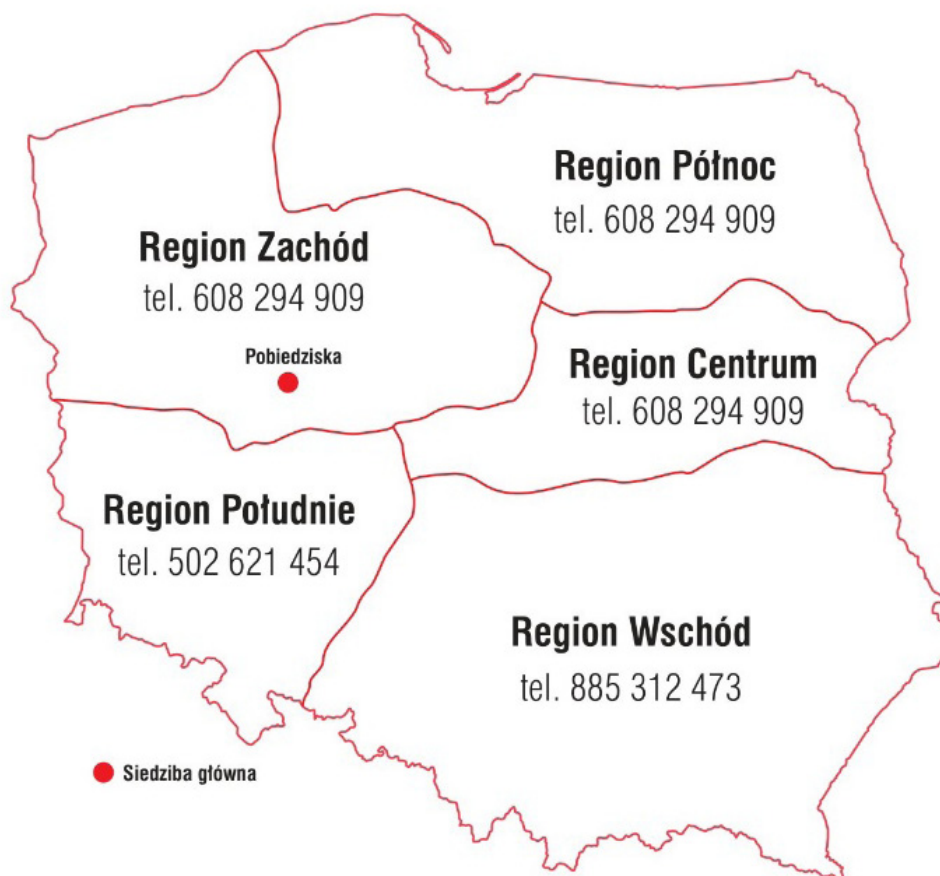 Region Północ
tel. 608 294 909
Region Zachód
tel. 608 294 909
Pobiedziska
Region Centrum
tel. 608 294 909
Region Południe
tel. 502 621 454
Region Wschód
tel. 885 312 473
Siedziba główna